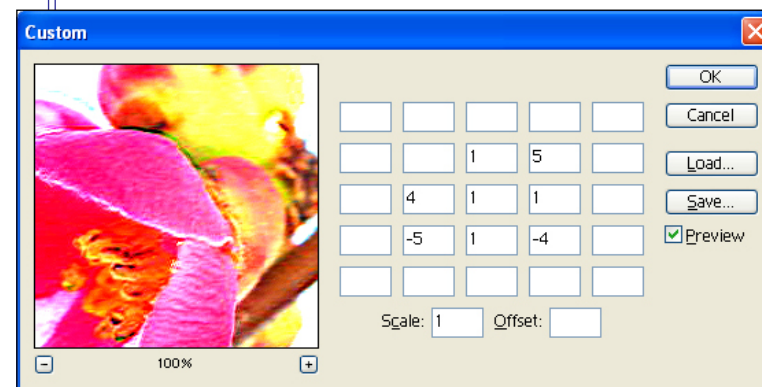 Custom
OK
Cancel
1 5
Load...
4 1 1
Save...
-5 1 -4
Preview
Scale: 1 Offset:
100%